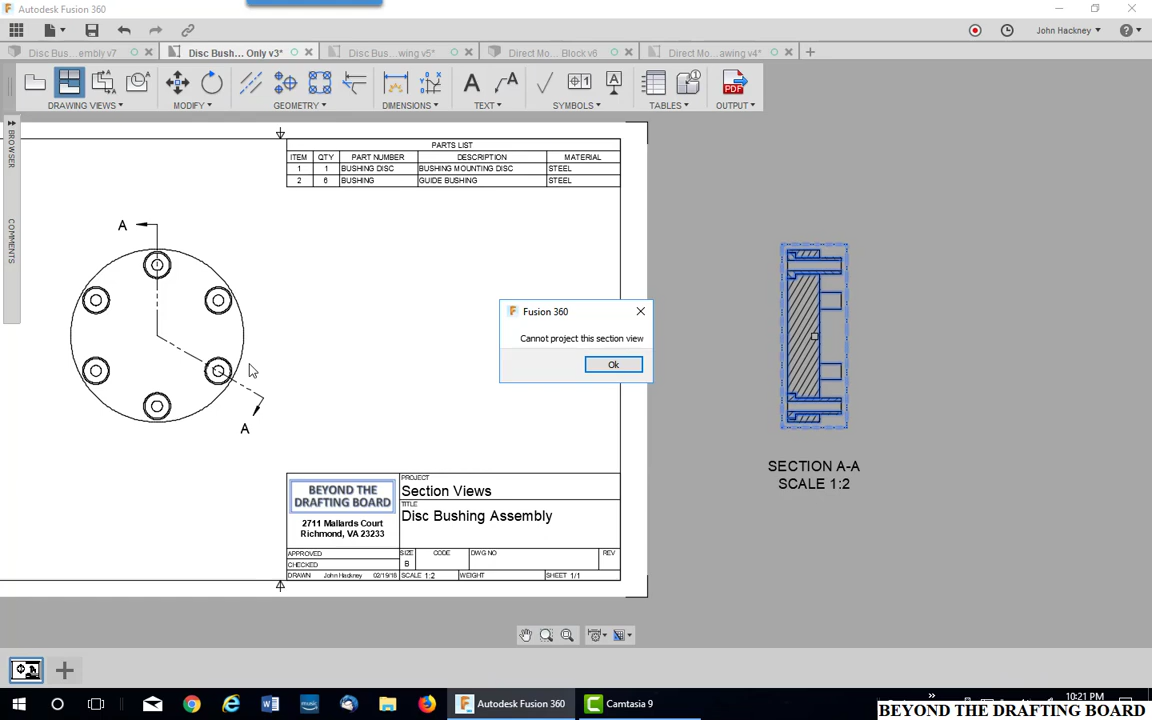 Autodesk Fusion 360
John Hackney
Disc Bus... embly v7
Disc Bush... Only v3*
Disc Bus...wing v5*
Direct Mo... Block v6
Direct Mo...awing v4*
DRAWING VIEWS
MODIFY
GEOMETRY
DIMENSIONS
TEXT
SYMBOLS
TABLES
OUTPUT
PDF
BROWSER
COMMENTS
PARTS LIST
ITEM QTY PART NUMBER DESCRIPTION MATERIAL
1 1 BUSHING DISC BUSHING MOUNTING DISC STEEL
2 6 BUSHING GUIDE BUSHING STEEL
A
A
Fusion 360
Cannot project this section view
Ok
SECTION A-A
SCALE 1:2
BEYOND THE
DRAFTING BOARD
2711 Mallards Court
Richmond, VA 23233
PROJECT
Section Views
TITLE
Disc Bushing Assembly
APPROVED
CHECKED
DRAWN John Hackney 02/19/18
SIZE CODE DWG NO REV
B
SCALE 1:2 WEIGHT SHEET 1/1
Autodesk Fusion 360
Camtasia 9
10:21 PM
BEYOND THE DRAFTING BOARD